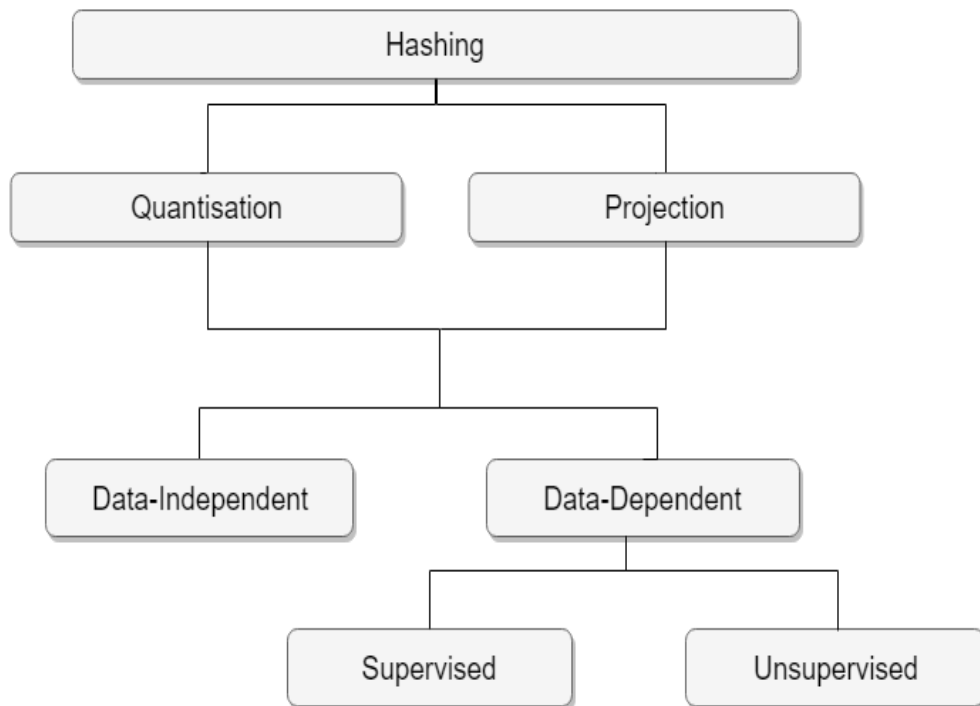 Hashing
Quantisation
Projection
Data-Independent
Data-Dependent
Supervised
Unsupervised